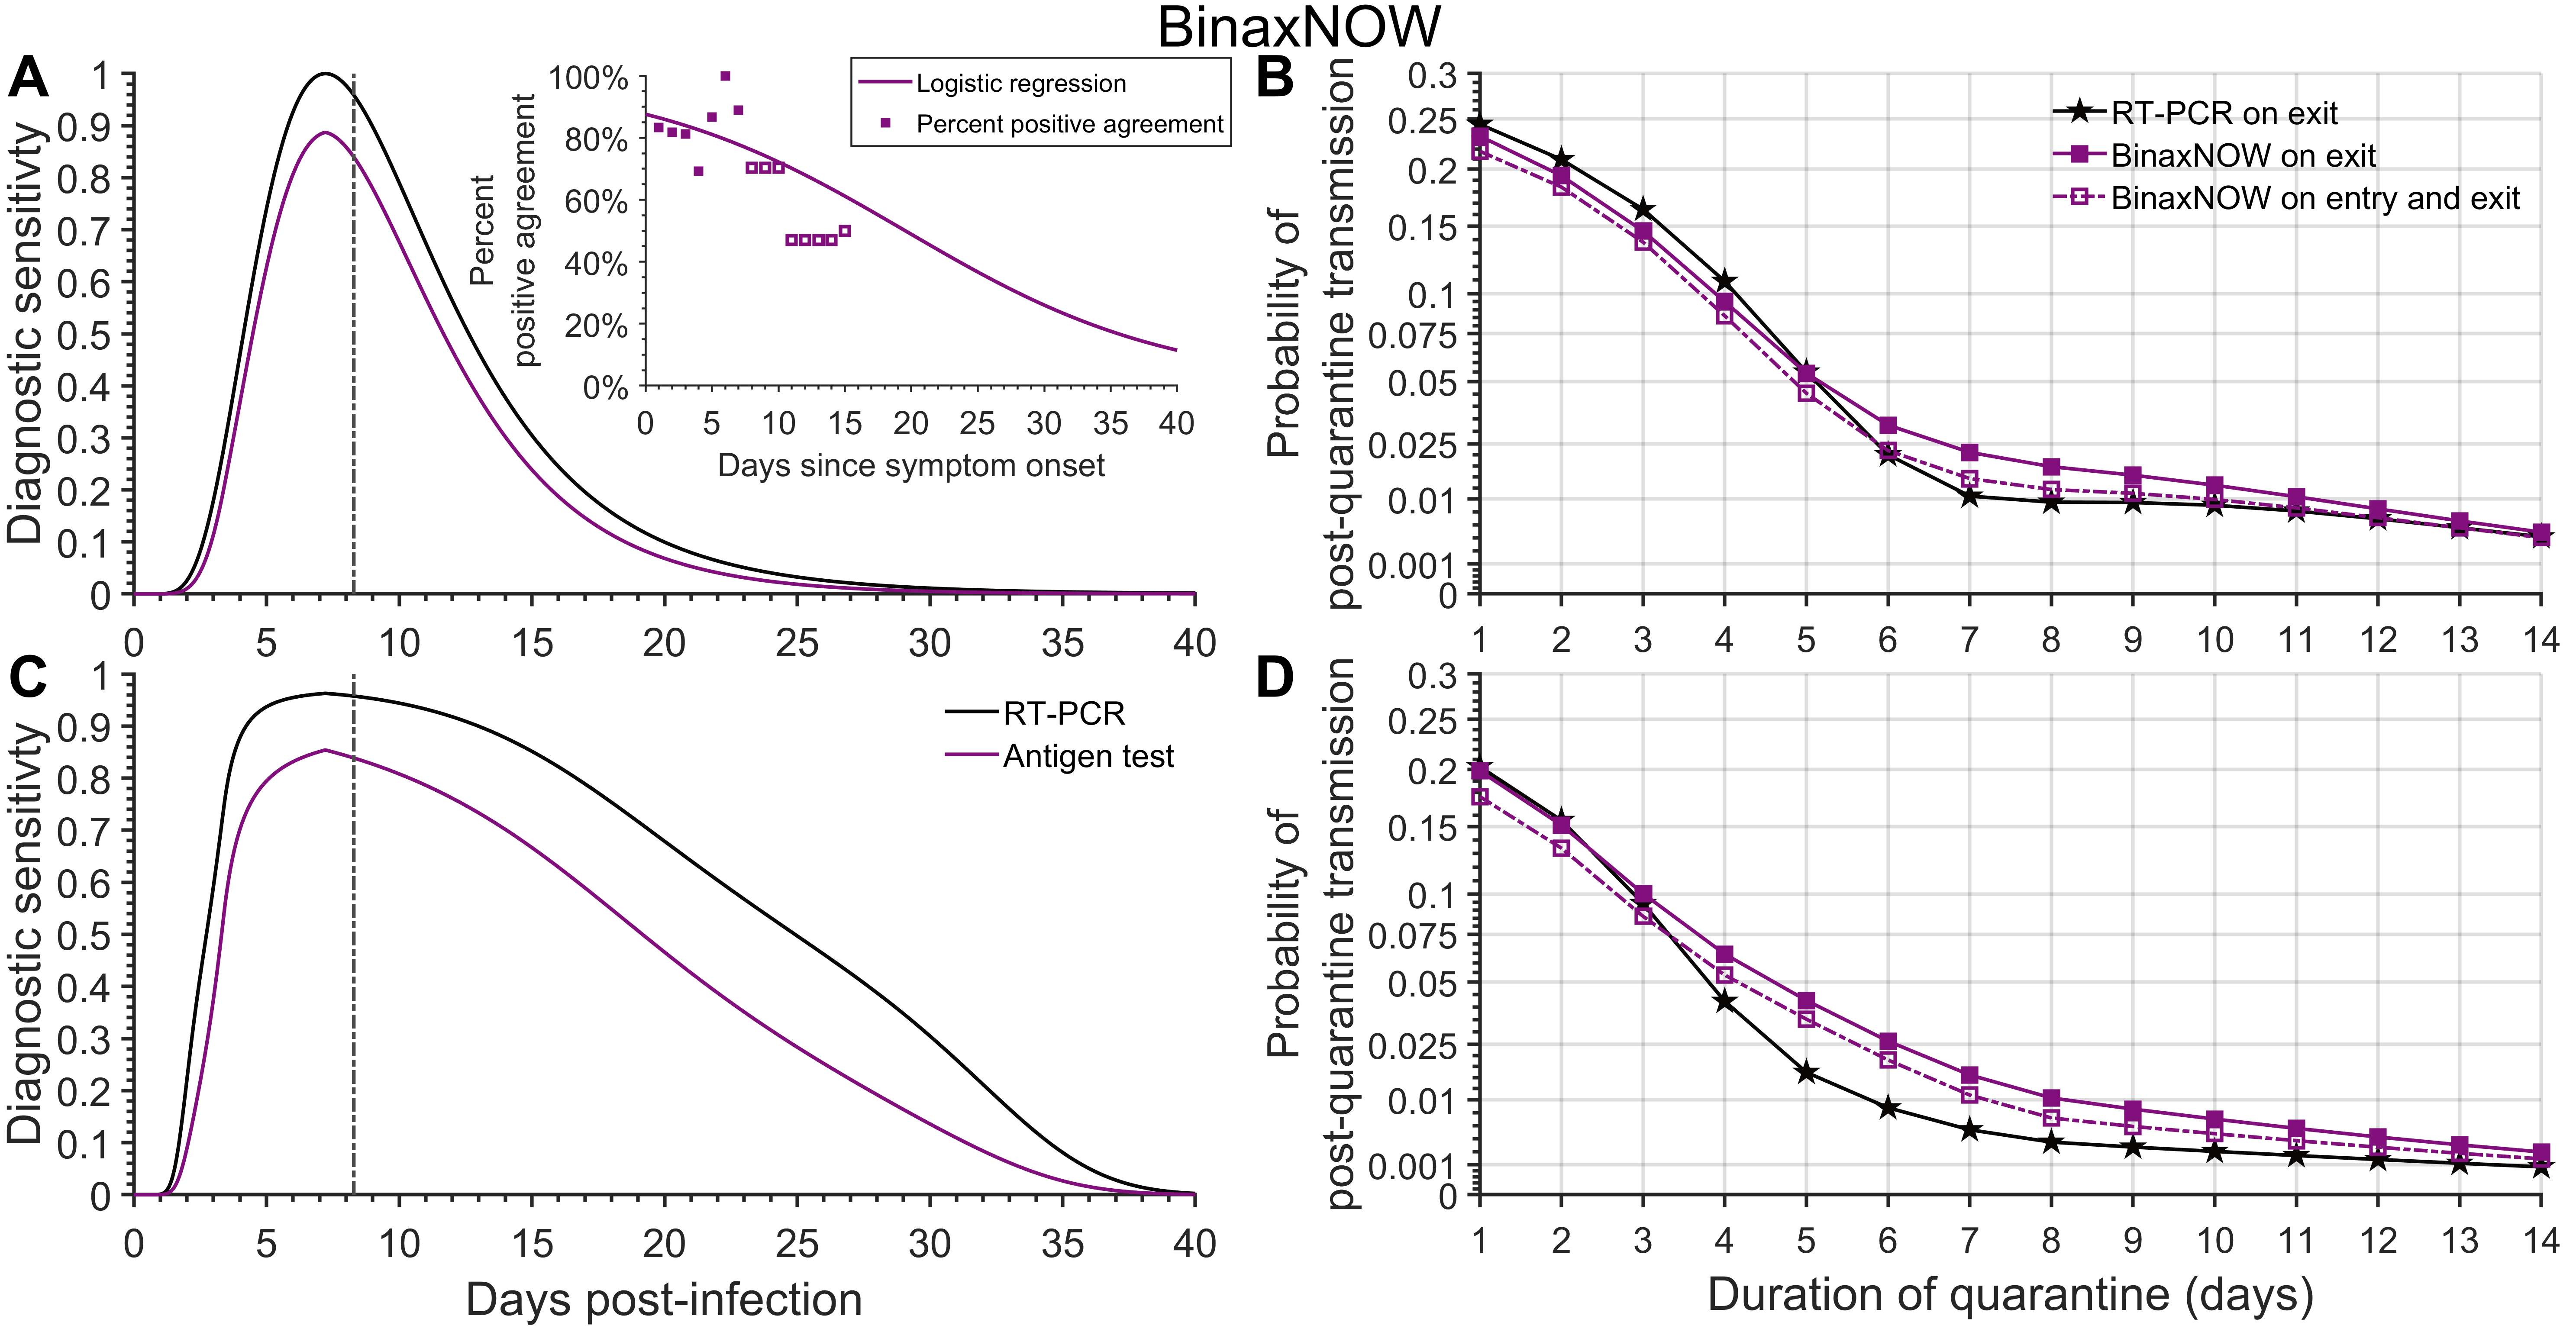 BinaxNOW
A
Diagnostic sensitivty
1
0.9
0.8
0.7
0.6
0.5
0.4
0.3
0.2
0.1
0
0 5 10 15 20 25 30 35 40
Percent
positive agreement
100%
80%
60%
40%
20%
0%
0 5 10 15 20 25 30 35 40
Days since symptom onset
Logistic regression
Percent positive agreement
B
Probability of
post-quarantine transmission
0.3
0.25
0.2
0.15
0.1
0.075
0.05
0.025
0.01
0.001
0
1 2 3 4 5 6 7 8 9 10 11 12 13 14
RT-PCR on exit
BinaxNOW on exit
BinaxNOW on entry and exit
C
Diagnostic sensitivty
1
0.9
0.8
0.7
0.6
0.5
0.4
0.3
0.2
0.1
0
0 5 10 15 20 25 30 35 40
Days post-infection
RT-PCR
Antigen test
D
Probability of
post-quarantine transmission
0.3
0.25
0.2
0.15
0.1
0.075
0.05
0.025
0.01
0.001
0
1 2 3 4 5 6 7 8 9 10 11 12 13 14
Duration of quarantine (days)